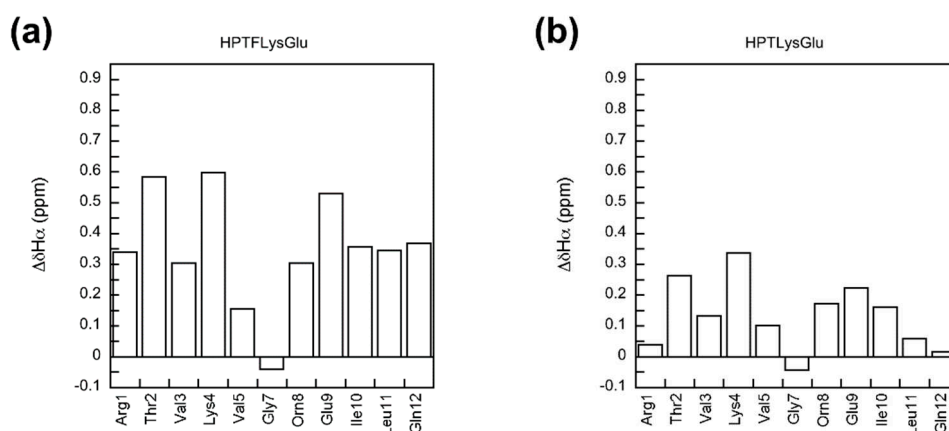 (a)
HPTFLysGlu
ΔδHα (ppm)
0.9
0.8
0.7
0.6
0.5
0.4
0.3
0.2
0.1
0
-0.1
Arg1
Thr2
Val3
Lys4
Val5
Gly7
Orn8
Glu9
Ile10
Leu11
Gln12
(b)
HPTLysGlu
ΔδHα (ppm)
0.9
0.8
0.7
0.6
0.5
0.4
0.3
0.2
0.1
0
-0.1
Arg1
Thr2
Val3
Lys4
Val5
Gly7
Orn8
Glu9
Ile10
Leu11
Gln12